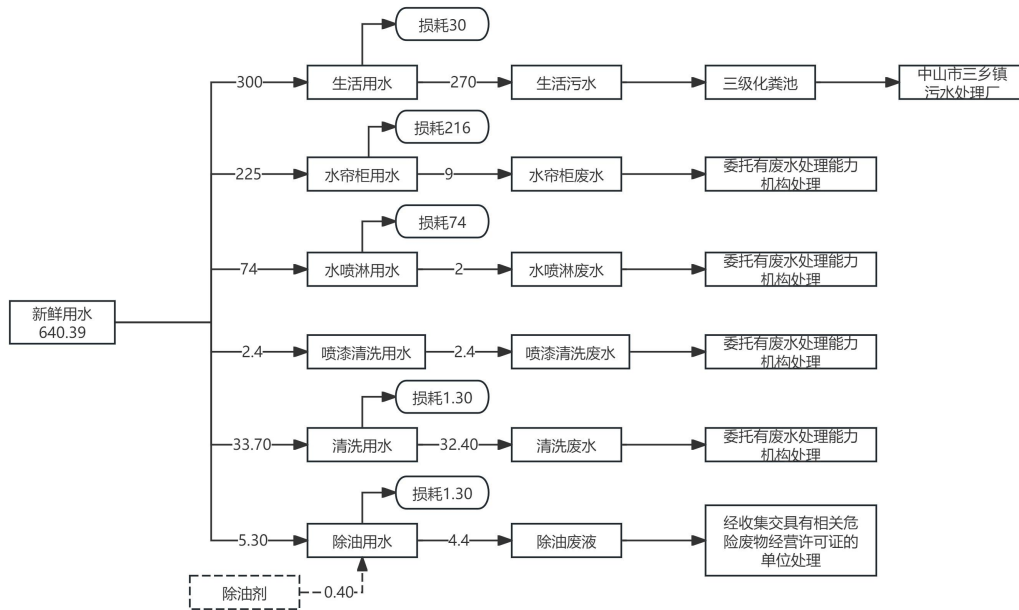 损耗30
300
生活用水
270
生活污水
三级化粪池
中山市三乡镇
污水处理厂
损耗216
225
水帘柜用水
9
水帘柜废水
委托有废水处理能力
机构处理
损耗74
74
水喷淋用水
2
水喷淋废水
委托有废水处理能力
机构处理
新鲜用水
640.39
2.4
喷漆清洗用水
2.4
喷漆清洗废水
委托有废水处理能力
机构处理
损耗1.30
33.70
清洗用水
32.40
清洗废水
委托有废水处理能力
机构处理
损耗1.30
5.30
除油用水
4.4
除油废液
经收集交具有相关危
险废物经营许可证的
单位处理
除油剂
0.40